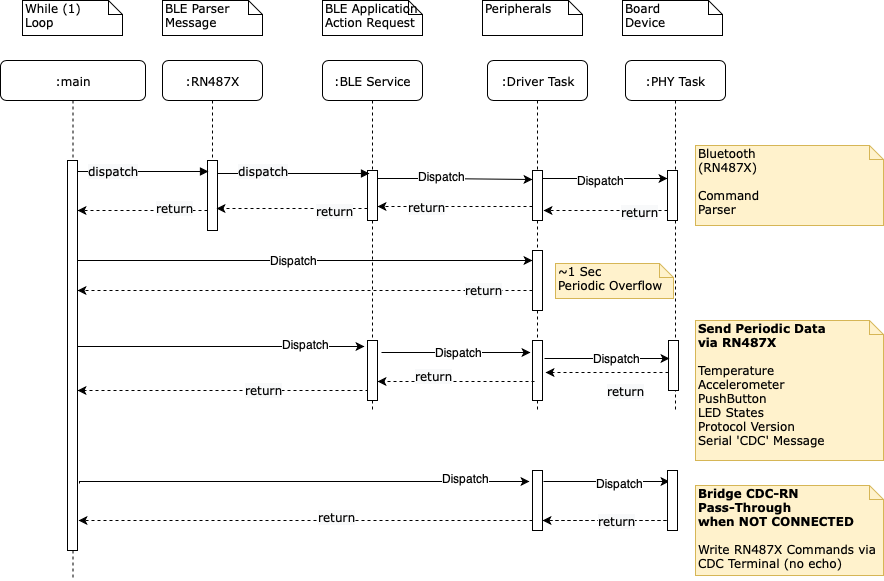 While (1)
Loop
BLE Parser
Message
BLE Application
Action Request
Peripherals
Board
Device
:main
:RN487X
:BLE Service
:Driver Task
:PHY Task
dispatch
dispatch
Dispatch
Dispatch
return
return
return
return
Bluetooth
(RN487X)
Command
Parser
Dispatch
return
~1 Sec
Periodic Overflow
Dispatch
Dispatch
Dispatch
return
return
return
Send Periodic Data
via RN487X
Temperature
Accelerometer
PushButton
LED States
Protocol Version
Serial 'CDC' Message
Dispatch
Dispatch
return
return
Bridge CDC-RN
Pass-Through
when NOT CONNECTED
Write RN487X Commands via
CDC Terminal (no echo)